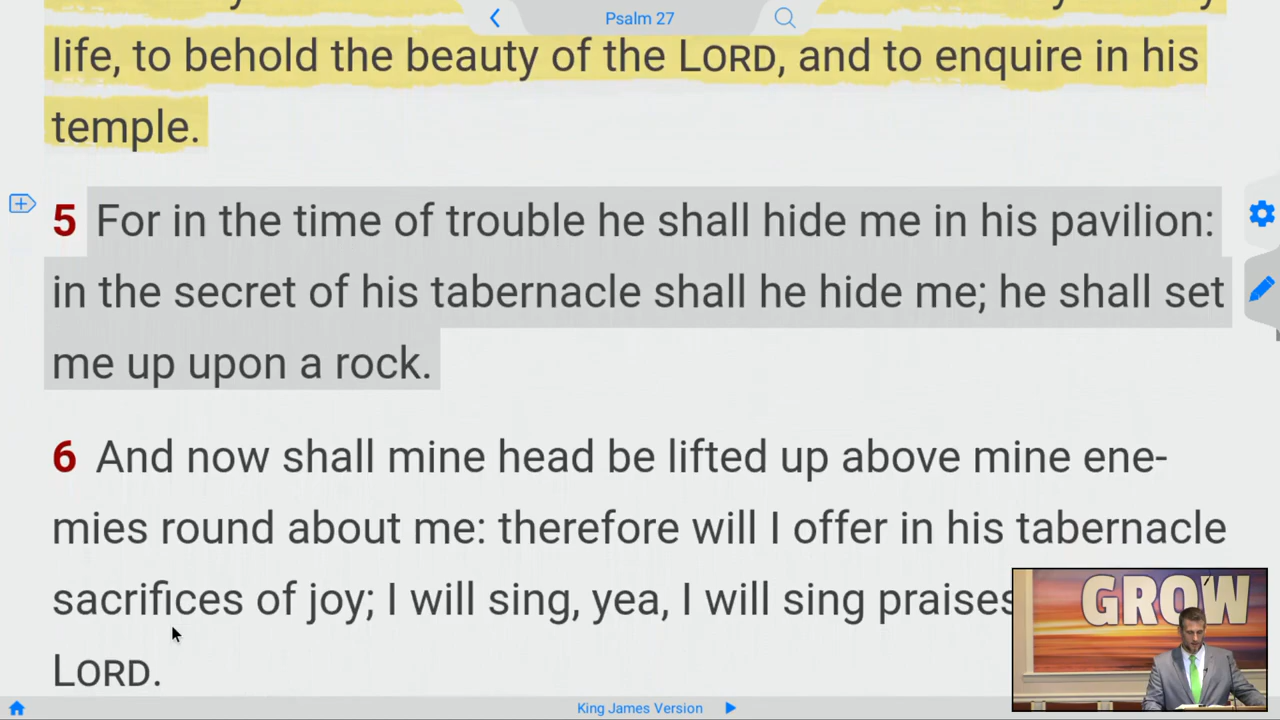 Psalm 27
life, to behold the beauty of the LORD, and to enquire in his
temple.
5 For in the time of trouble he shall hide me in his pavilion:
in the secret of his tabernacle shall he hide me; he shall set
me up upon a rock.
6 And now shall mine head be lifted up above mine ene-
mies round about me: therefore will I offer in his tabernacle
sacrifices of joy; I will sing, yea, I will sing praises
LORD.
GROW
King James Version